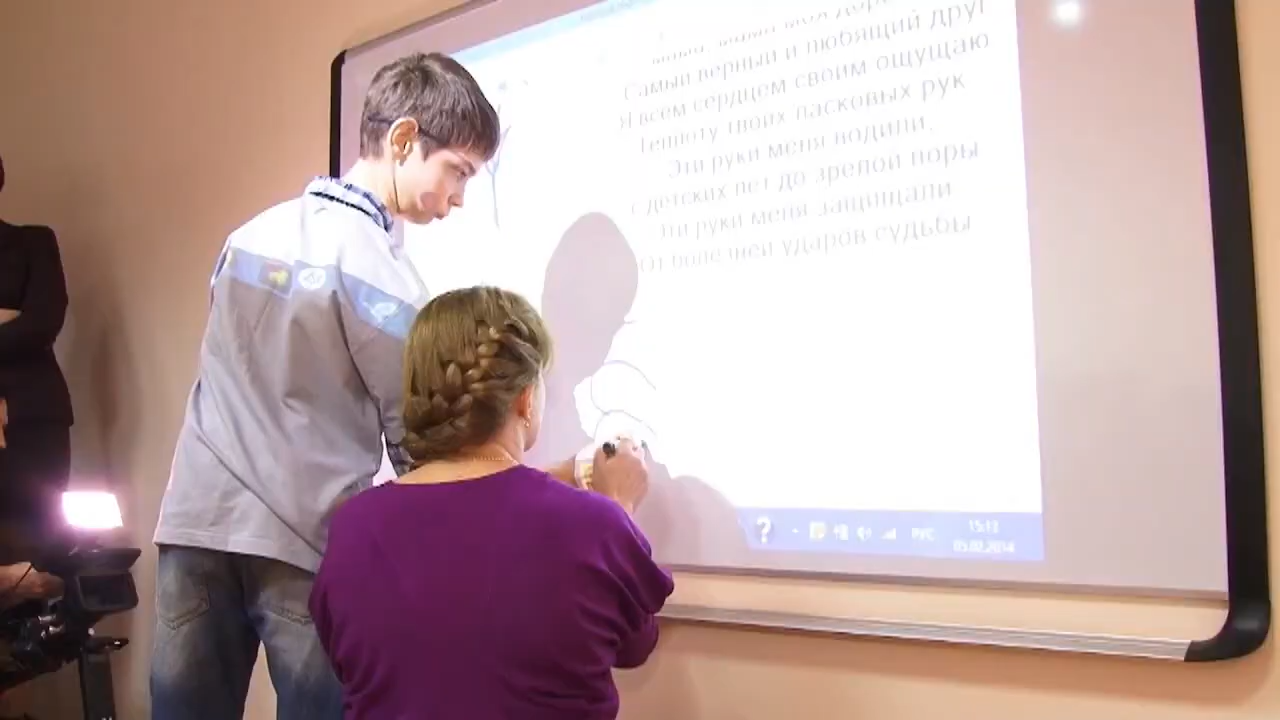 Самый верный и любящий друг
Я всем сердцем своим ощущаю
Теплоту твоих ласковых рук
Эти руки меня водили,
с детских лет до зрелой поры
Эти руки меня защищали
От болезней ударов судьбы
?
РУС
15:13
05.02.2014